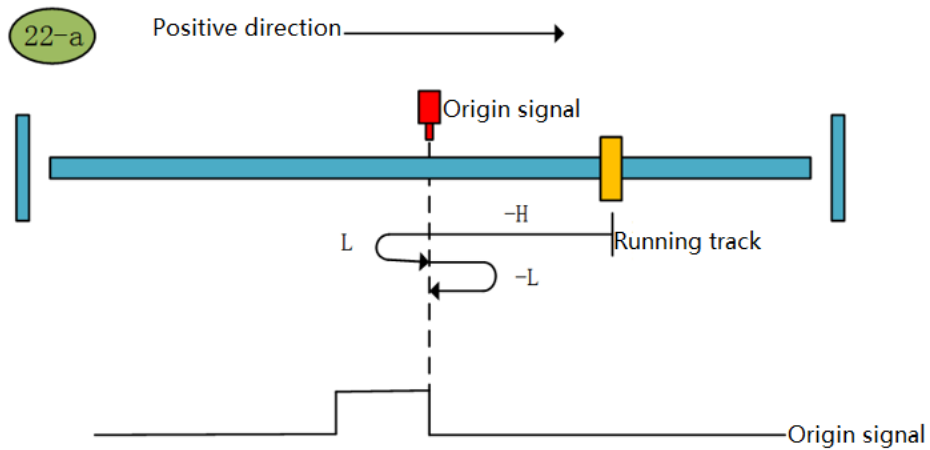 22-a
Positive direction
Origin signal
-H
L
Running track
-L
Origin signal